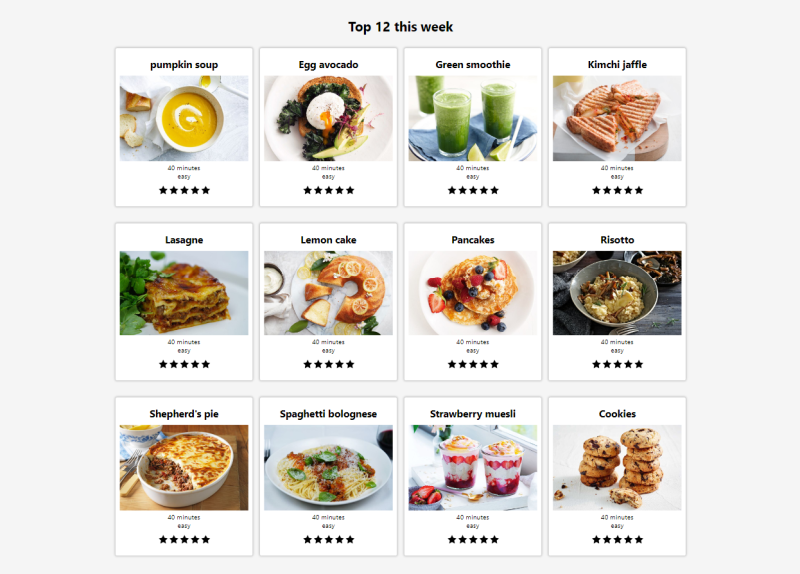 Top 12 this week
pumpkin soup
40 minutes
easy
Egg avocado
40 minutes
easy
Green smoothie
40 minutes
easy
Kimchi jaffle
40 minutes
easy
Lasagne
40 minutes
easy
Lemon cake
40 minutes
easy
Pancakes
40 minutes
easy
Risotto
40 minutes
easy
Shepherd's pie
40 minutes
easy
Spaghetti bolognese
40 minutes
easy
Strawberry muesli
40 minutes
easy
Cookies
40 minutes
easy